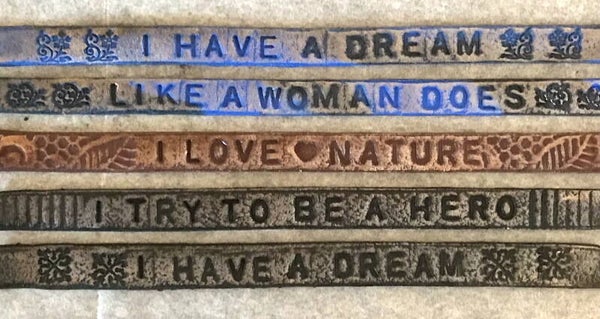 I HAVE A DREAM
LIKE A WOMAN DOES
I LOVE ♥ NATURE
I TRY TO BE A HERO
I HAVE A DREAM